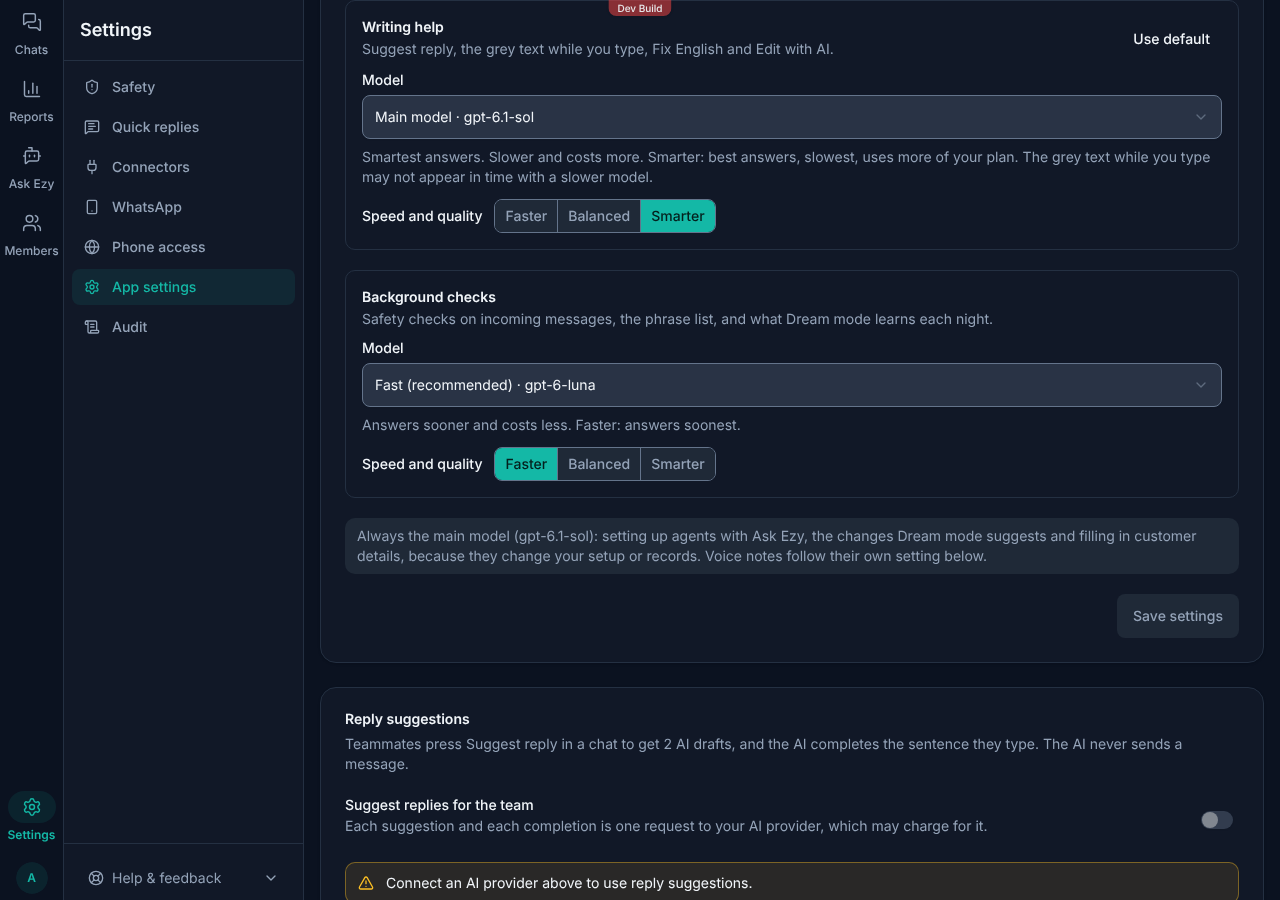 Dev Build
Chats
Reports
Ask Ezy
Members
Settings
A
Settings
Safety
Quick replies
Connectors
WhatsApp
Phone access
App settings
Audit
Help & feedback
Writing help
Suggest reply, the grey text while you type, Fix English and Edit with AI.
Use default
Model
Main model · gpt-6.1-sol
Smartest answers. Slower and costs more. Smarter: best answers, slowest, uses more of your plan. The grey text while you type
may not appear in time with a slower model.
Speed and quality Faster Balanced Smarter
Background checks
Safety checks on incoming messages, the phrase list, and what Dream mode learns each night.
Model
Fast (recommended) · gpt-6-luna
Answers sooner and costs less. Faster: answers soonest.
Speed and quality Faster Balanced Smarter
Always the main model (gpt-6.1-sol): setting up agents with Ask Ezy, the changes Dream mode suggests and filling in customer
details, because they change your setup or records. Voice notes follow their own setting below.
Save settings
Reply suggestions
Teammates press Suggest reply in a chat to get 2 AI drafts, and the AI completes the sentence they type. The AI never sends a
message.
Suggest replies for the team
Each suggestion and each completion is one request to your AI provider, which may charge for it.
Connect an AI provider above to use reply suggestions.